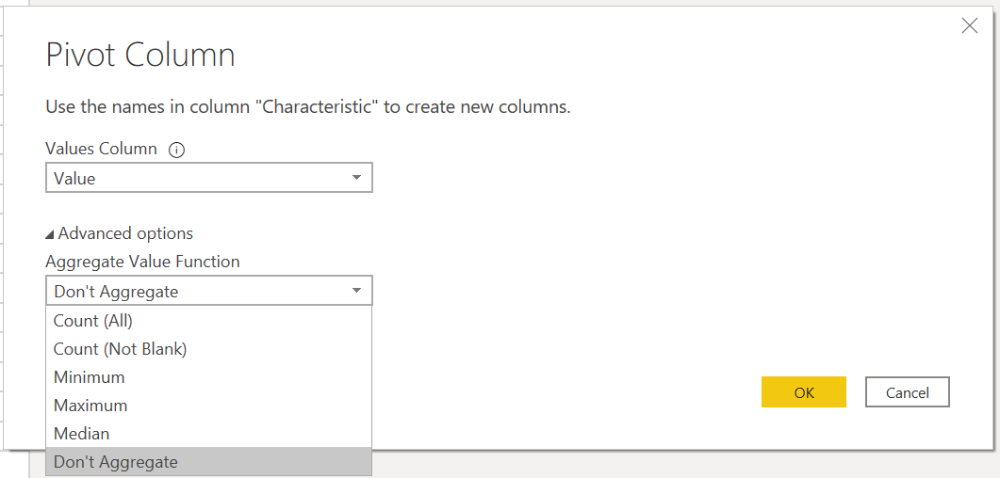 Pivot Column
Use the names in column "Characteristic" to create new columns.
Values Column
Value
Advanced options
Aggregate Value Function
Don't Aggregate
Count (All)
Count (Not Blank)
Minimum
Maximum
Median
Don't Aggregate
OK Cancel